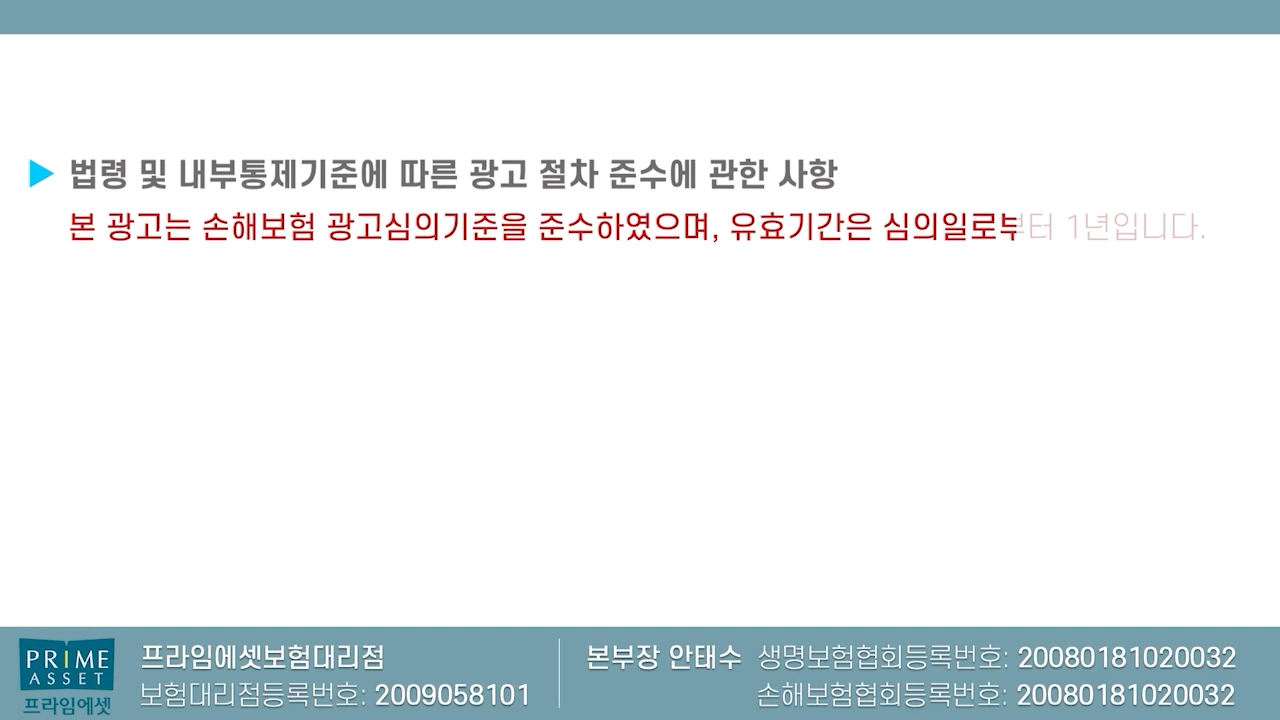 법령 및 내부통제기준에 따른 광고 절차 준수에 관한 사항
본 광고는 손해보험 광고심의기준을 준수하였으며, 유효기간은 심의일로부터 1년입니다.
PRIME
ASSET
프라임에셋
프라임에셋보험대리점
보험대리점등록번호: 2009058101
본부장 안태수 생명보험협회등록번호: 20080181020032
손해보험협회등록번호: 20080181020032